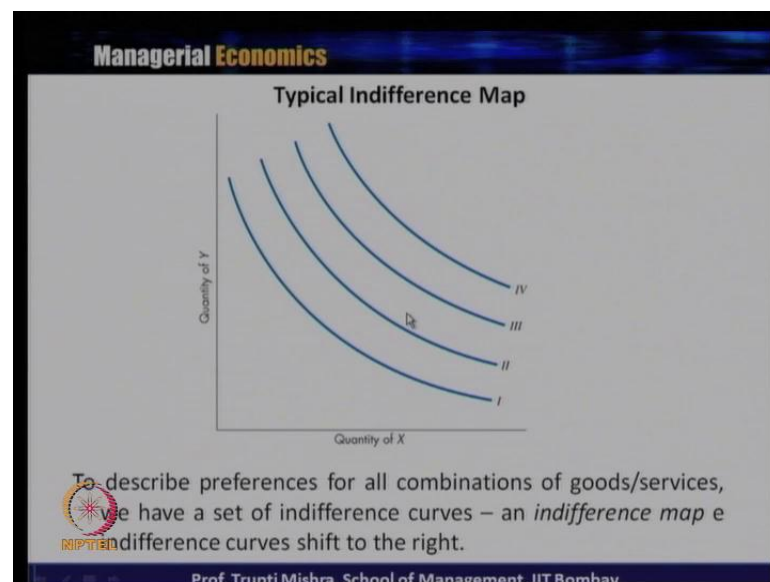 Managerial Economics
Typical Indifference Map
Quantity of Y
IV
III
II
I
Quantity of X
To describe preferences for all combinations of goods/services,
we have a set of indifference curves – an indifference map e
indifference curves shift to the right.
NPTEL
Prof. Trupti Mishra, School of Management, IIT Bombay